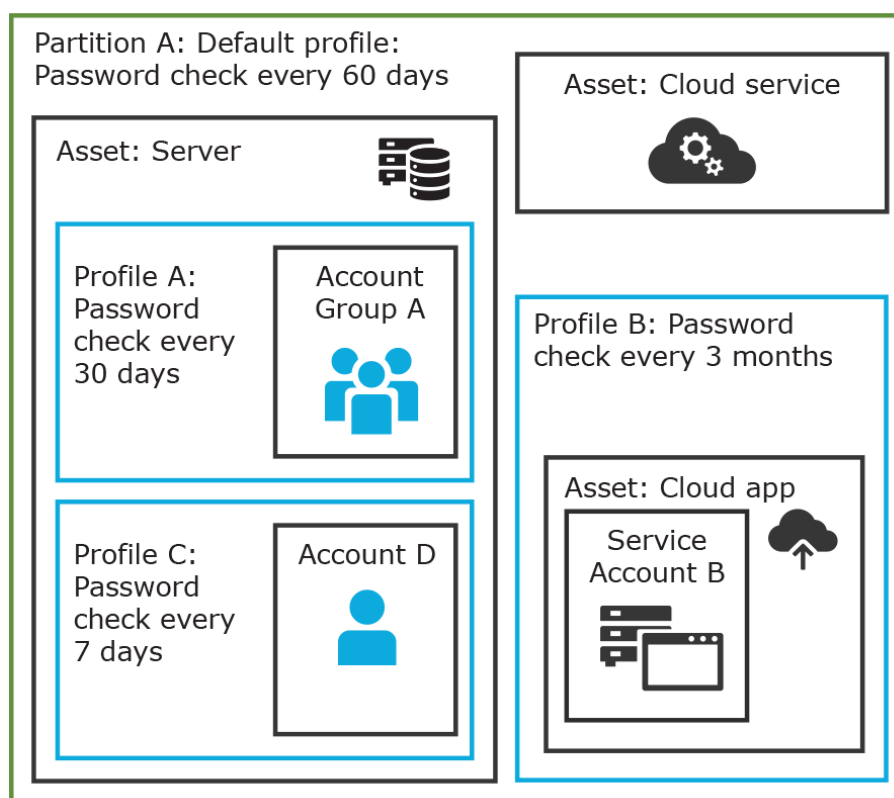 Partition A: Default profile:
Password check every 60 days
Asset: Server
Profile A:
Password
check every
30 days
Account
Group A
Profile C:
Password
check every
7 days
Account D
Asset: Cloud service
Profile B: Password
check every 3 months
Asset: Cloud app
Service
Account B